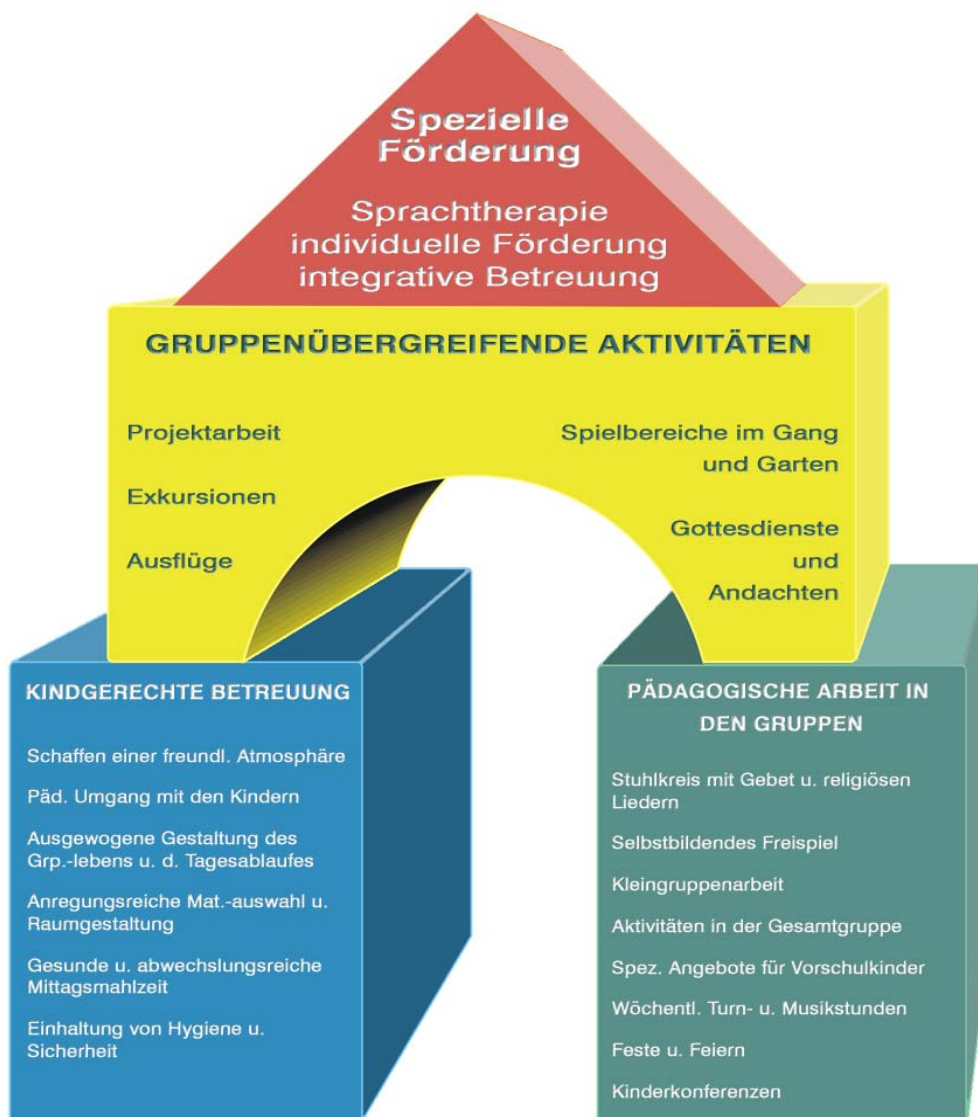 Spezielle
Förderung
Sprachtherapie
individuelle Förderung
integrative Betreuung
GRUPPENÜBERGREIFENDE AKTIVITÄTEN
Projektarbeit
Exkursionen
Ausflüge
Spielbereiche im Gang
und Garten
Gottesdienste
und
Andachten
KINDGERECHTE BETREUUNG
Schaffen einer freundl. Atmosphäre
Päd. Umgang mit den Kindern
Ausgewogene Gestaltung des
Grp.-lebens u. d. Tagesablaufes
Anregungsreiche Mat.-auswahl u.
Raumgestaltung
Gesunde u. abwechslungsreiche
Mittagsmahlzeit
Einhaltung von Hygiene u.
Sicherheit
PÄDAGOGISCHE ARBEIT IN
DEN GRUPPEN
Stuhlkreis mit Gebet u. religiösen
Liedern
Selbstbildendes Freispiel
Kleingruppenarbeit
Aktivitäten in der Gesamtgruppe
Spez. Angebote für Vorschulkinder
Wöchentl. Turn- u. Musikstunden
Feste u. Feiern
Kinderkonferenzen